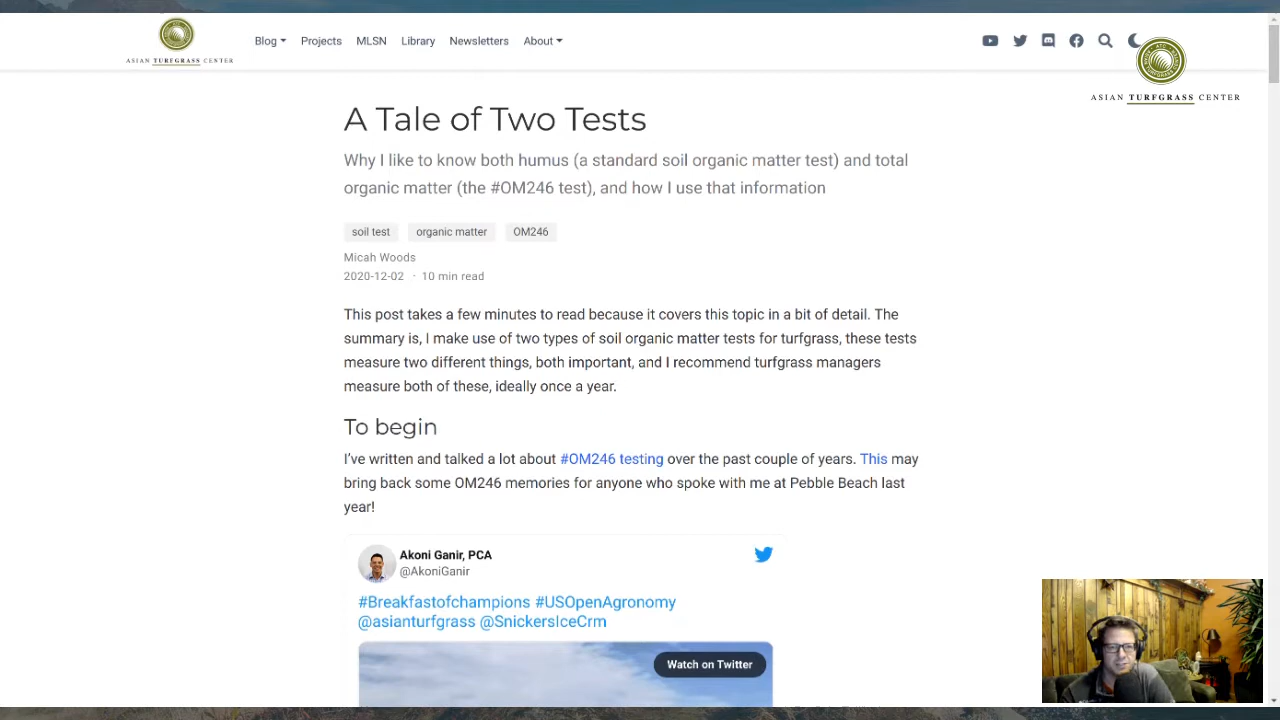 Blog
Projects
MLSN
Library
Newsletters
About
ASIAN TURFGRASS CENTER
ASIAN TURFGRASS CENTER
A Tale of Two Tests
Why I like to know both humus (a standard soil organic matter test) and total
organic matter (the #OM246 test), and how I use that information
soil test
organic matter
OM246
Micah Woods
2020-12-02 · 10 min read
This post takes a few minutes to read because it covers this topic in a bit of detail. The
summary is, I make use of two types of soil organic matter tests for turfgrass, these tests
measure two different things, both important, and I recommend turfgrass managers
measure both of these, ideally once a year.
To begin
I've written and talked a lot about #OM246 testing over the past couple of years. This may
bring back some OM246 memories for anyone who spoke with me at Pebble Beach last
year!
Akoni Ganir, PCA
@AkoniGanir
#Breakfastofchampions #USOpenAgronomy
@asianturfgrass @SnickersIceCrm
Watch on Twitter